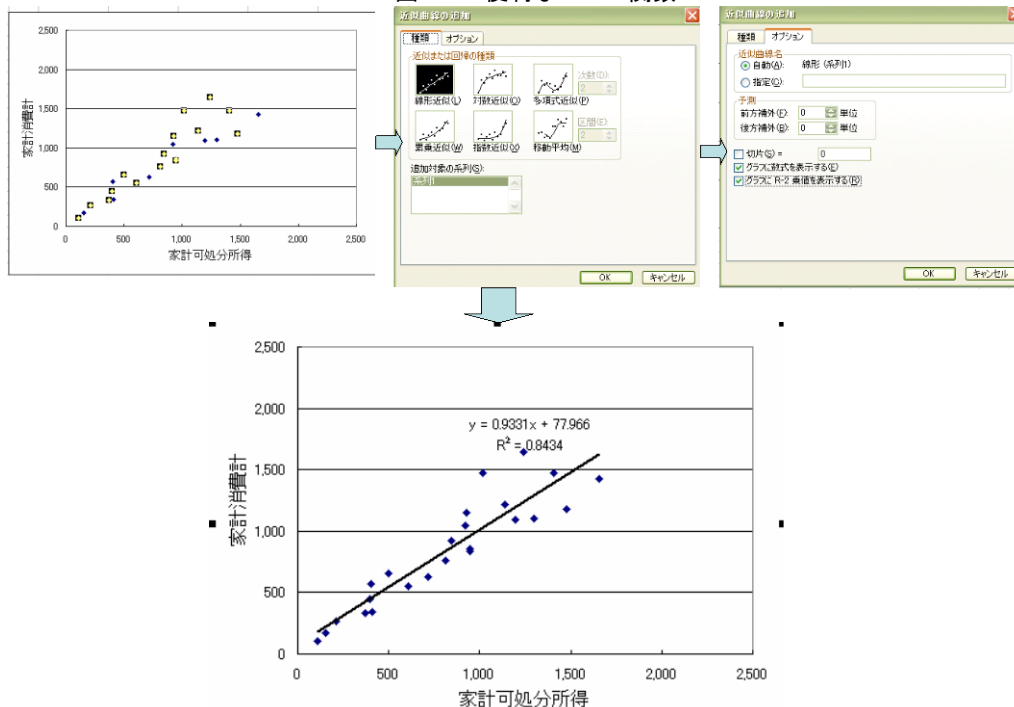 近似曲線の追加
種類 オプション
近似または回帰の種類
線形近似(L) 対数近似(O) 多項式近似(P)
次数(D):
2
累乗近似(W) 指数近似(X) 移動平均(M)
区間(E):
2
追加対象の系列(S):
系列1
OK キャンセル
近似曲線の追加
種類 オプション
近似曲線名
自動(A): 線形 (系列1)
指定(C):
予測
前方補外(F): 0 単位
後方補外(B): 0 単位
切片(S) = 0
グラフに数式を表示する(E)
グラフに R-2 乗値を表示する(R)
OK キャンセル
2,500
2,000
1,500
1,000
500
0
0 500 1,000 1,500 2,000 2,500
家計消費計
家計可処分所得
2,500
2,000
1,500
1,000
500
0
0 500 1,000 1,500 2,000 2,500
y = 0.9331x + 77.966
R² = 0.8434
家計消費計
家計可処分所得